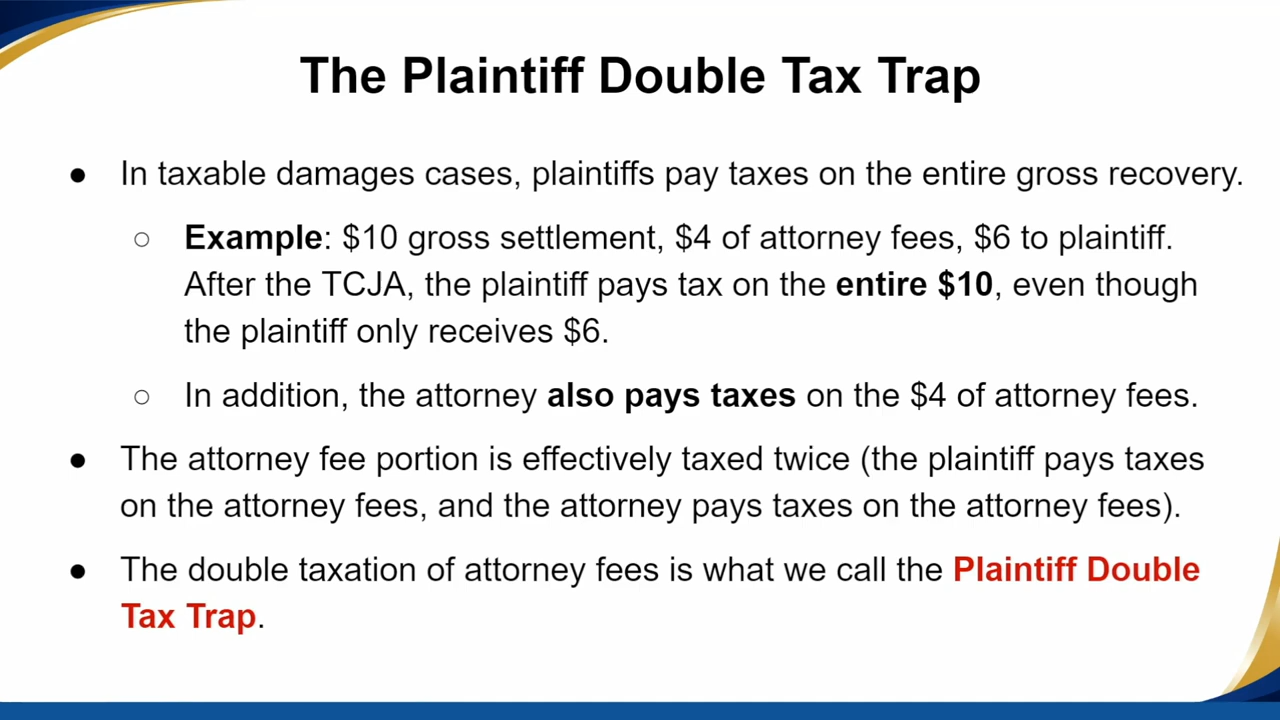 The Plaintiff Double Tax Trap
● In taxable damages cases, plaintiffs pay taxes on the entire gross recovery.
○ Example: $10 gross settlement, $4 of attorney fees, $6 to plaintiff.
After the TCJA, the plaintiff pays tax on the entire $10, even though
the plaintiff only receives $6.
○ In addition, the attorney also pays taxes on the $4 of attorney fees.
● The attorney fee portion is effectively taxed twice (the plaintiff pays taxes
on the attorney fees, and the attorney pays taxes on the attorney fees).
● The double taxation of attorney fees is what we call the Plaintiff Double
Tax Trap.